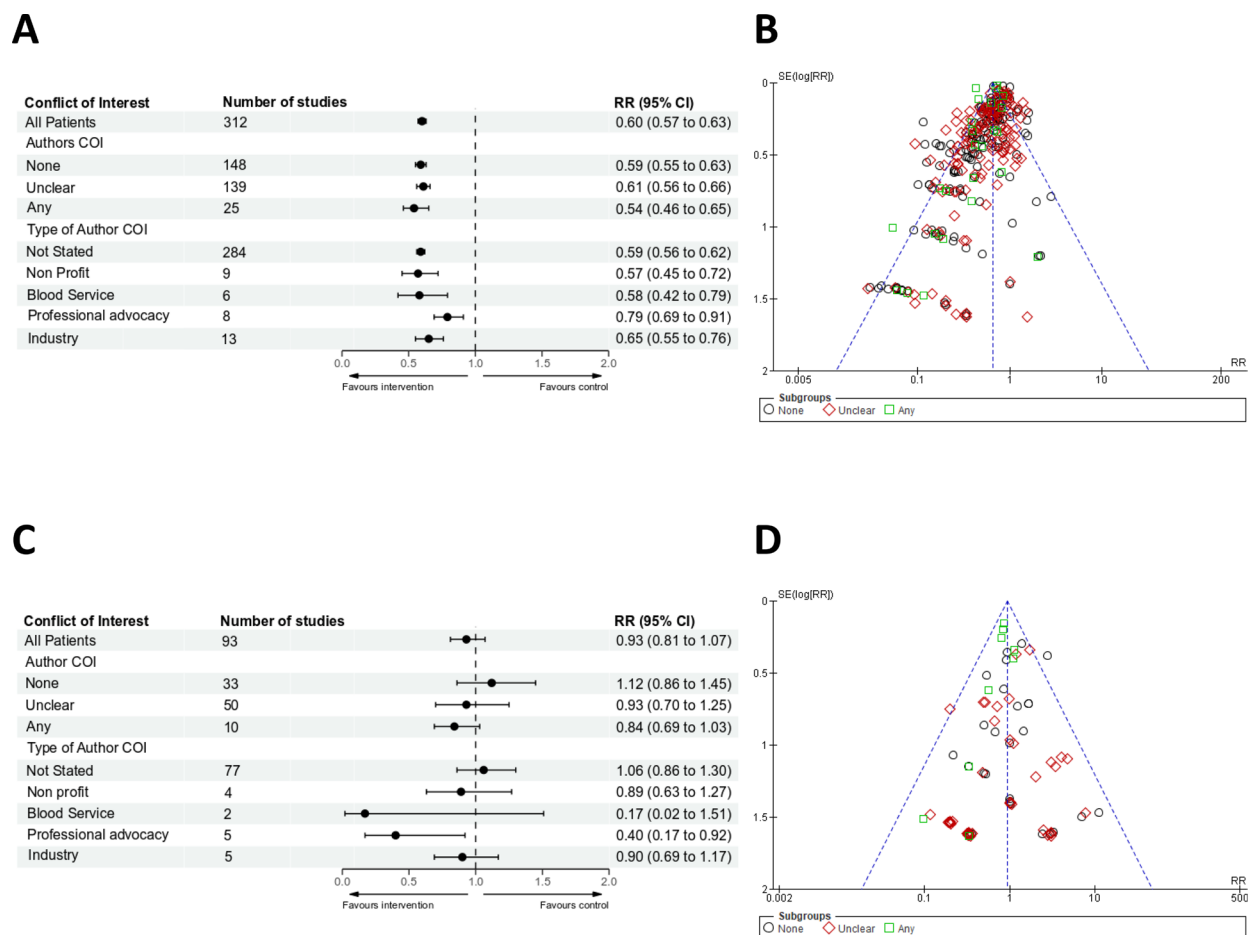 A
Conflict of Interest Number of studies RR (95% CI)
All Patients 312 0.60 (0.57 to 0.63)
Authors COI
None 148 0.59 (0.55 to 0.63)
Unclear 139 0.61 (0.56 to 0.66)
Any 25 0.54 (0.46 to 0.65)
Type of Author COI
Not Stated 284 0.59 (0.56 to 0.62)
Non Profit 9 0.57 (0.45 to 0.72)
Blood Service 6 0.58 (0.42 to 0.79)
Professional advocacy 8 0.79 (0.69 to 0.91)
Industry 13 0.65 (0.55 to 0.76)
0.0 0.5 1.0 1.5 2.0
Favours intervention Favours control
B
SE(log[RR])
0
0.5
1
1.5
2
RR
0.005 0.1 1 10 200
Subgroups
None Unclear Any
C
Conflict of Interest Number of studies RR (95% CI)
All Patients 93 0.93 (0.81 to 1.07)
Author COI
None 33 1.12 (0.86 to 1.45)
Unclear 50 0.93 (0.70 to 1.25)
Any 10 0.84 (0.69 to 1.03)
Type of Author COI
Not Stated 77 1.06 (0.86 to 1.30)
Non profit 4 0.89 (0.63 to 1.27)
Blood Service 2 0.17 (0.02 to 1.51)
Professional advocacy 5 0.40 (0.17 to 0.92)
Industry 5 0.90 (0.69 to 1.17)
0.0 0.5 1.0 1.5 2.0
Favours intervention Favours control
D
SE(log[RR])
0
0.5
1
1.5
2
RR
0.002 0.1 1 10 500
Subgroups
None Unclear Any